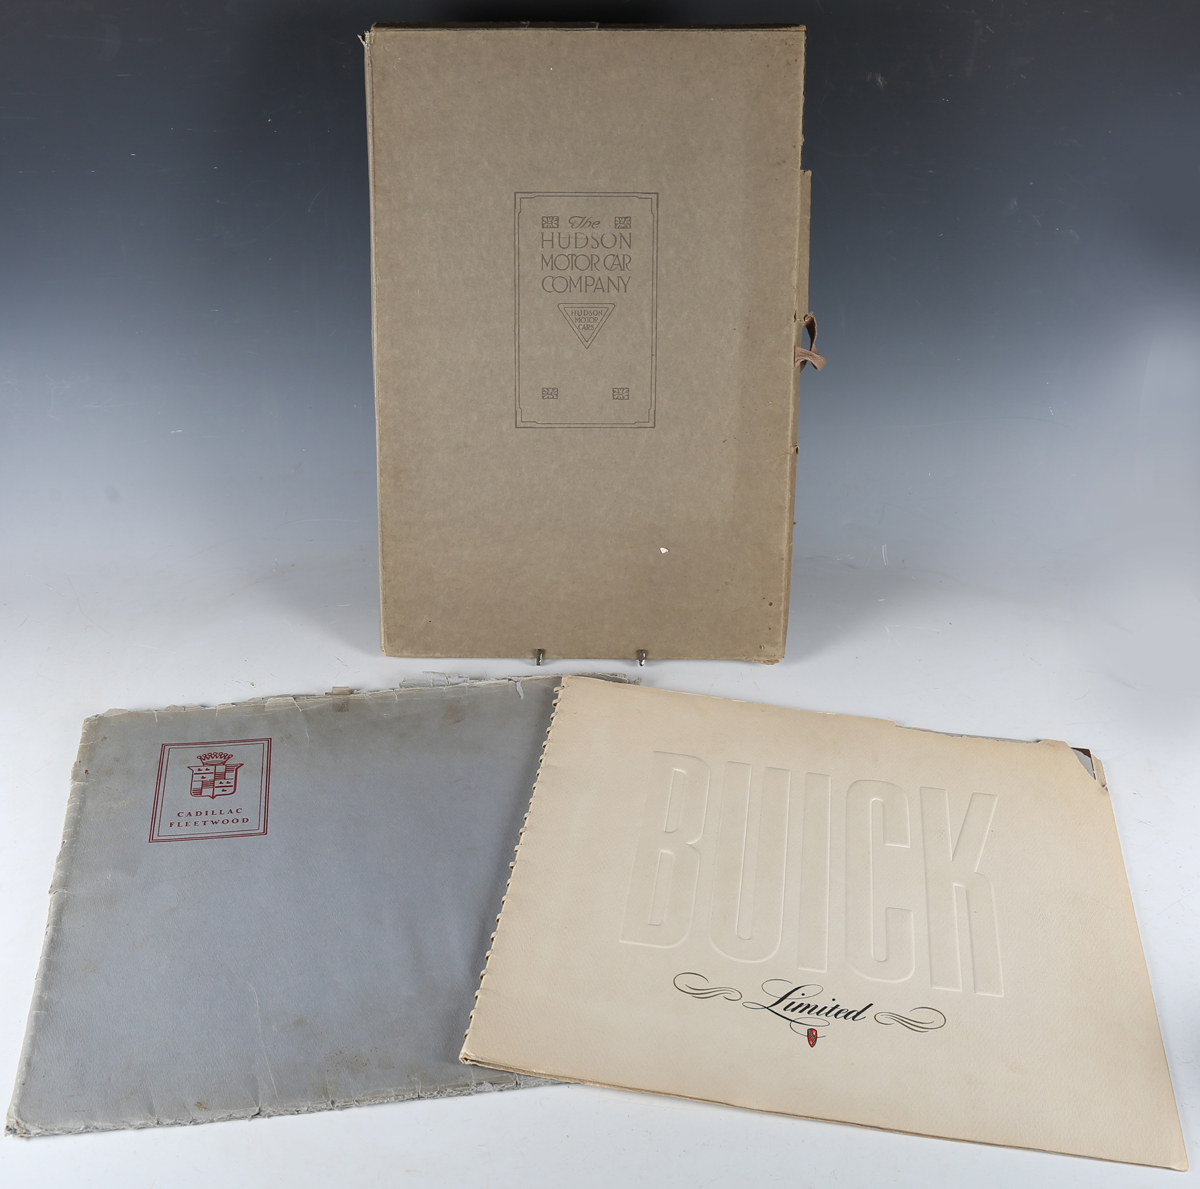 The
HUDSON
MOTOR CAR
COMPANY
HUDSON
MOTOR
CARS
CADILLAC
FLEETWOOD
BUICK
Limited